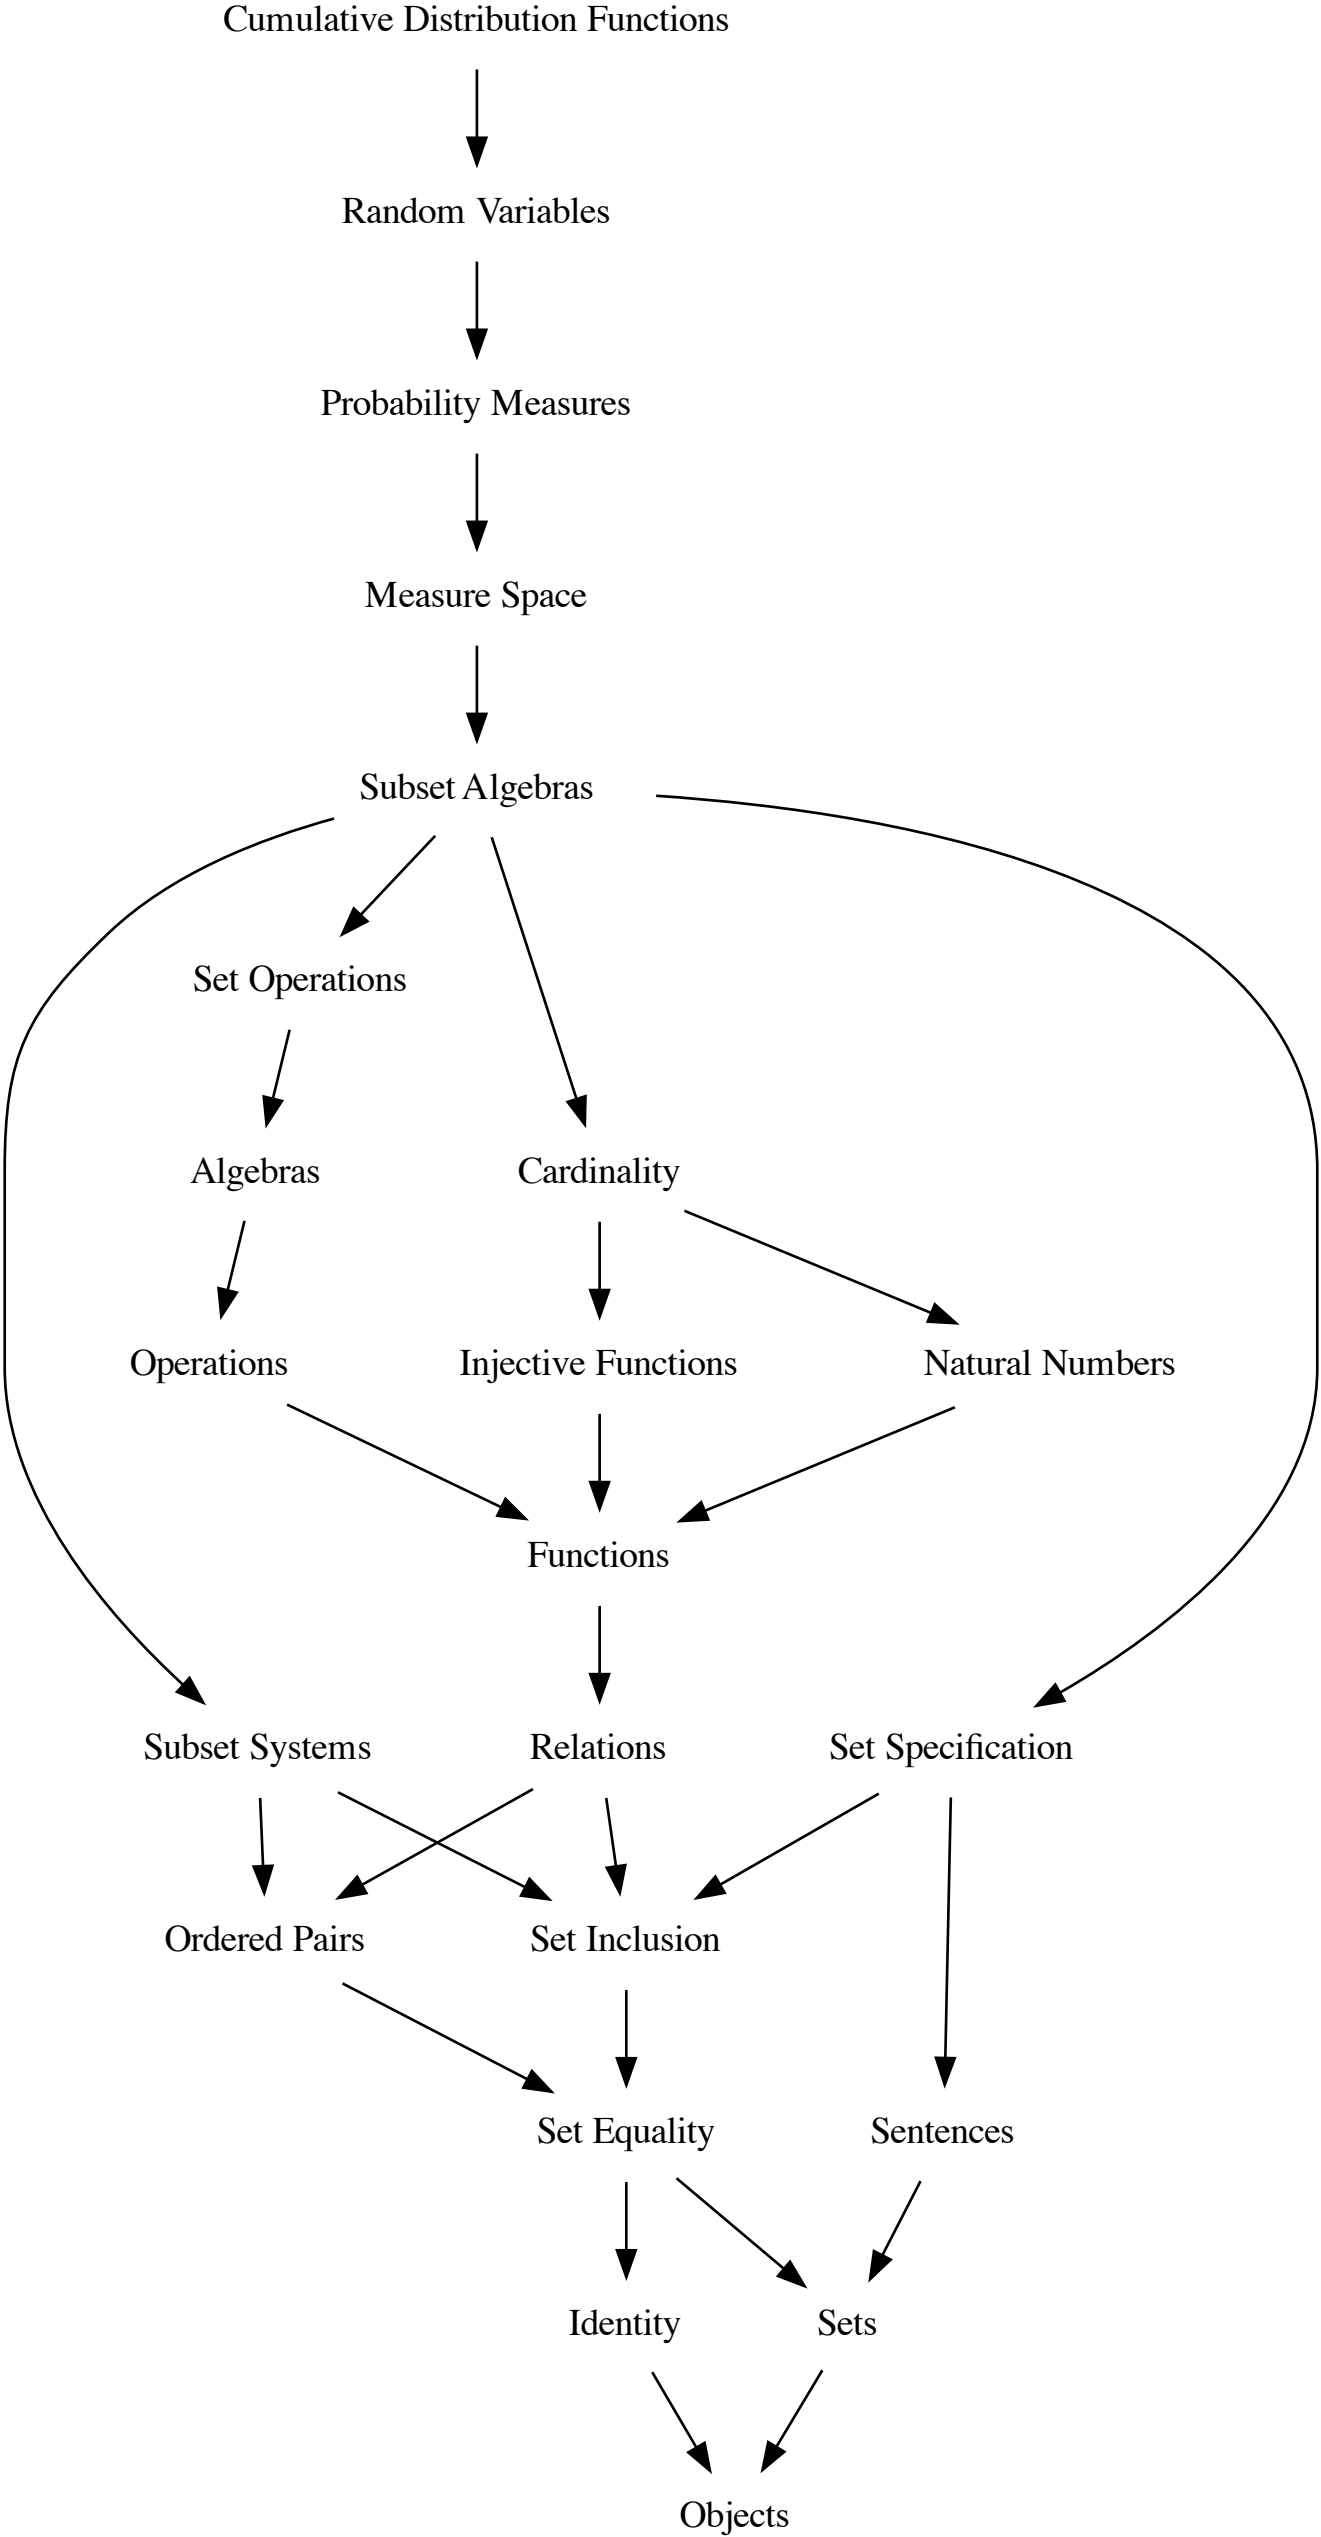 Cumulative Distribution Functions
Random Variables
Probability Measures
Measure Space
Subset Algebras
Set Operations
Algebras
Cardinality
Operations
Injective Functions
Natural Numbers
Functions
Subset Systems
Relations
Set Specification
Ordered Pairs
Set Inclusion
Set Equality
Sentences
Identity
Sets
Objects